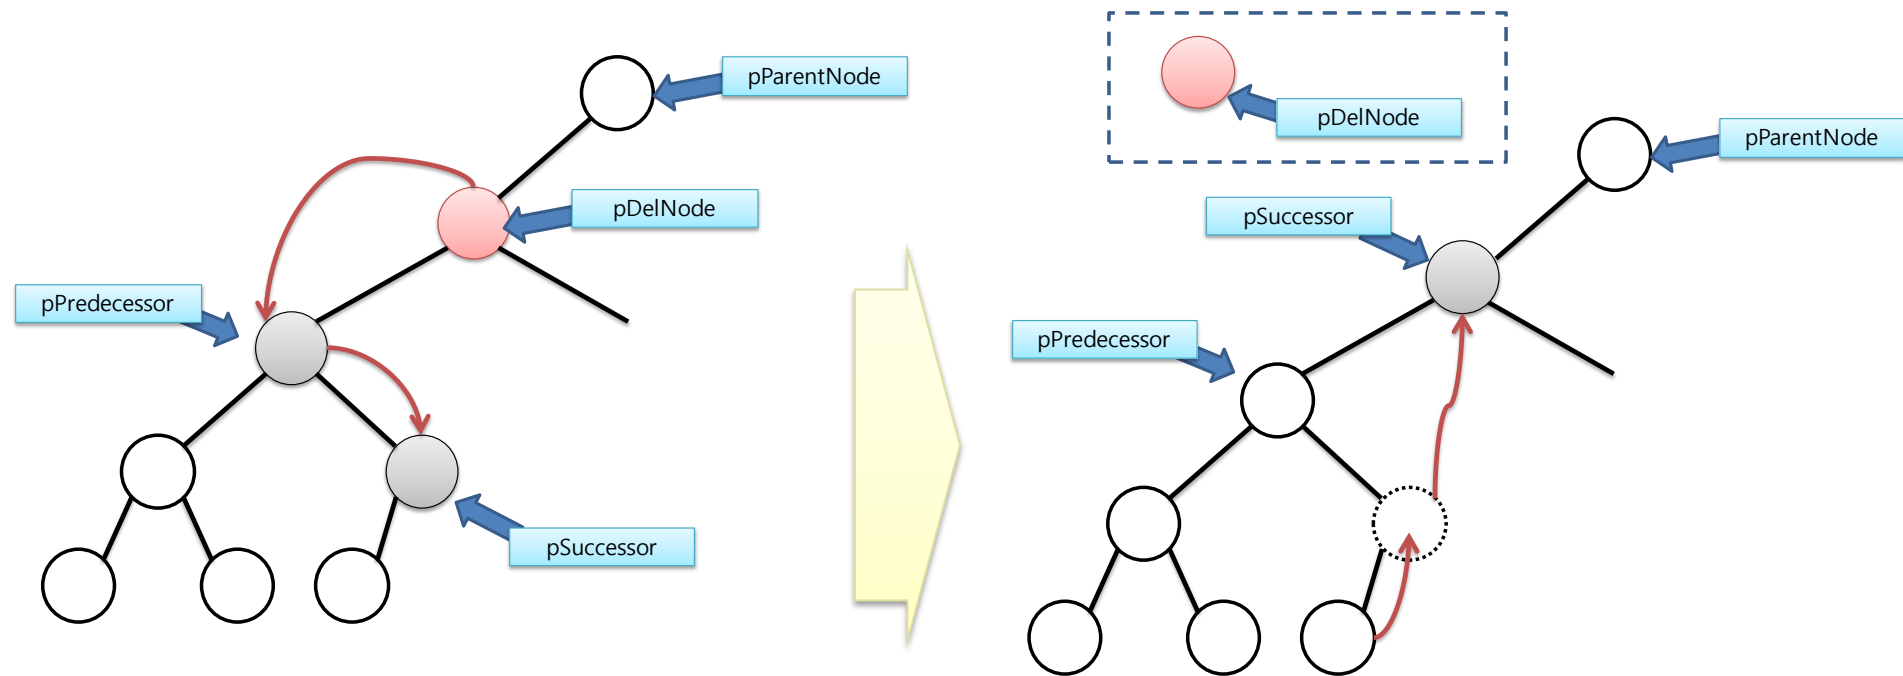 pParentNode
pDelNode
pPredecessor
pSuccessor
pDelNode
pParentNode
pSuccessor
pPredecessor